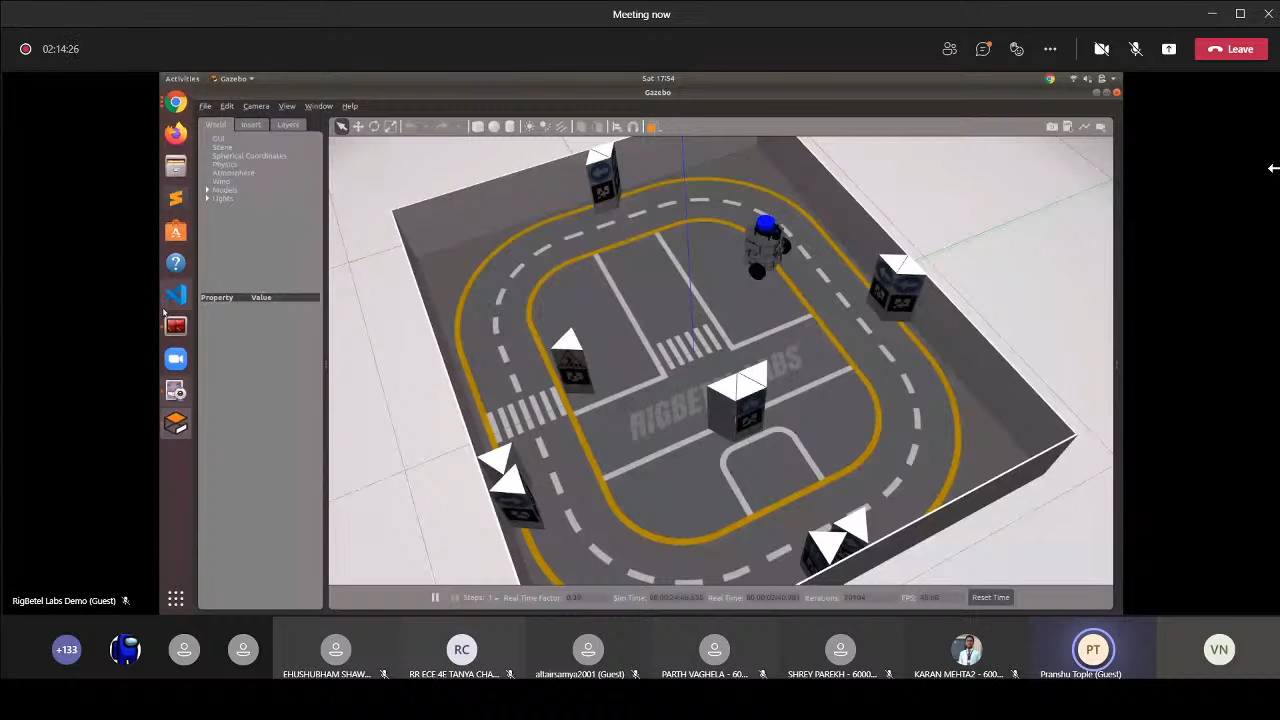 Meeting now
02:14:26
Leave
Activities
Gazebo
Sat 17:54
Gazebo
File Edit Camera View Window Help
World Insert Layers
GUI
Scene
Spherical Coordinates
Physics
Atmosphere
Wind
Models
Lights
Property Value
RIGBETEL LABS
Steps: 1 Real Time Factor: Sim Time: Real Time: Iterations: FPS: Reset Time
RigBetel Labs Demo (Guest)
+133
RC
PT
VN
EHUSHUBHAM SHAW... RR ECE 4E TANYA CHA... altairsamya2001 (Guest) PARTH VAGHELA - 60... SHREY PAREKH - 6000... KARAN MEHTA2 - 600... Pranshu Tople (Guest)